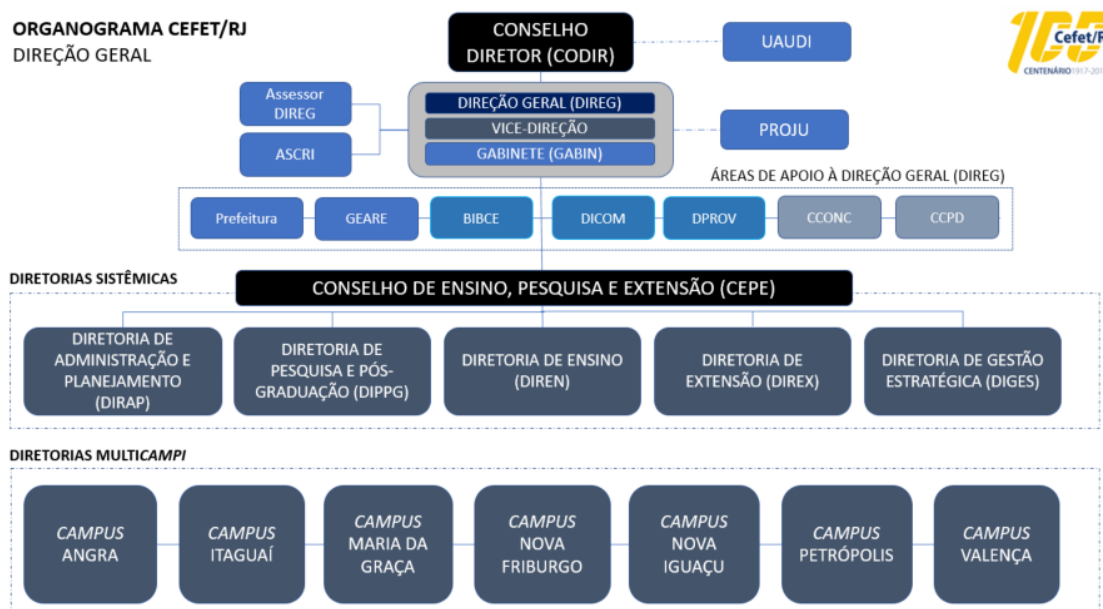 ORGANOGRAMA CEFET/RJ
DIREÇÃO GERAL
CONSELHO
DIRETOR (CODIR)
UAUDI
100
Cefet/R
CENTENÁRIO 1917-201
Assessor
DIREG
ASCRI
DIREÇÃO GERAL (DIREG)
VICE-DIREÇÃO
GABINETE (GABIN)
PROJU
ÁREAS DE APOIO À DIREÇÃO GERAL (DIREG)
Prefeitura
GEARE
BIBCE
DICOM
DPROV
CCONC
CCPD
DIRETORIAS SISTÊMICAS
CONSELHO DE ENSINO, PESQUISA E EXTENSÃO (CEPE)
DIRETORIA DE
ADMINISTRAÇÃO E
PLANEJAMENTO
(DIRAP)
DIRETORIA DE
PESQUISA E PÓS-
GRADUAÇÃO (DIPPG)
DIRETORIA DE ENSINO
(DIREN)
DIRETORIA DE
EXTENSÃO (DIREX)
DIRETORIA DE GESTÃO
ESTRATÉGICA (DIGES)
DIRETORIAS MULTICAMPI
CAMPUS
ANGRA
CAMPUS
ITAGUAÍ
CAMPUS
MARIA DA
GRAÇA
CAMPUS
NOVA
FRIBURGO
CAMPUS
NOVA
IGUAÇU
CAMPUS
PETRÓPOLIS
CAMPUS
VALENÇA